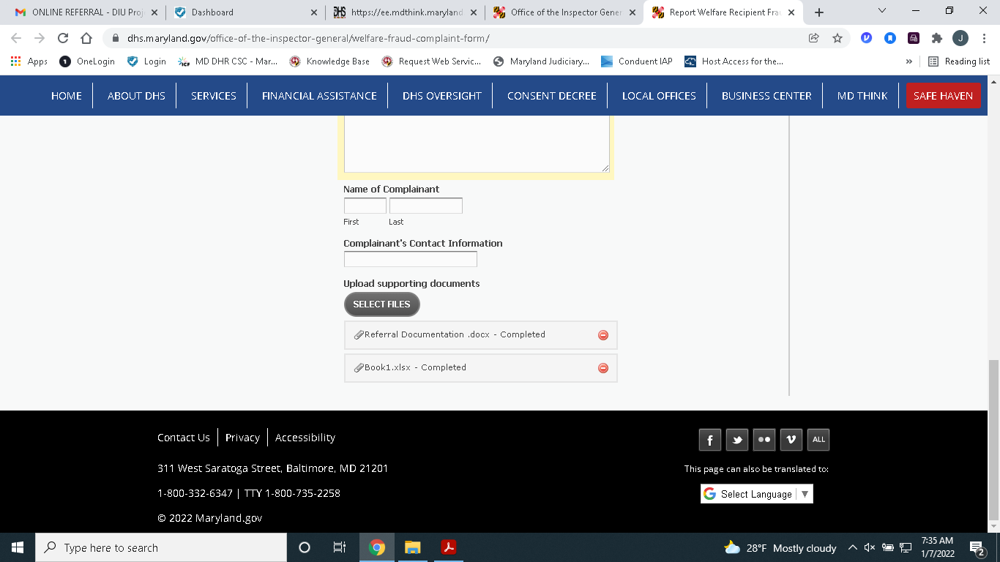 ONLINE REFERRAL - DIU Proj
Dashboard
DHS https://ee.mdthink.maryland
Office of the Inspector Gener
Report Welfare Recipient Frau
dhs.maryland.gov/office-of-the-inspector-general/welfare-fraud-complaint-form/
J
Apps
OneLogin
Login
ICF MD DHR CSC - Mar...
Knowledge Base
Request Web Servic...
Maryland Judiciary...
Conduent IAP
Host Access for the...
»
Reading list
HOME
ABOUT DHS
SERVICES
FINANCIAL ASSISTANCE
DHS OVERSIGHT
CONSENT DECREE
LOCAL OFFICES
BUSINESS CENTER
MD THINK
SAFE HAVEN
Name of Complainant
First Last
Complainant's Contact Information
Upload supporting documents
SELECT FILES
Referral Documentation .docx - Completed
Book1.xlsx - Completed
Contact Us | Privacy | Accessibility
ALL
311 West Saratoga Street, Baltimore, MD 21201
This page can also be translated to:
1-800-332-6347 | TTY 1-800-735-2258
G Select Language ▼
© 2022 Maryland.gov
Type here to search
28°F Mostly cloudy
7:35 AM
1/7/2022
2